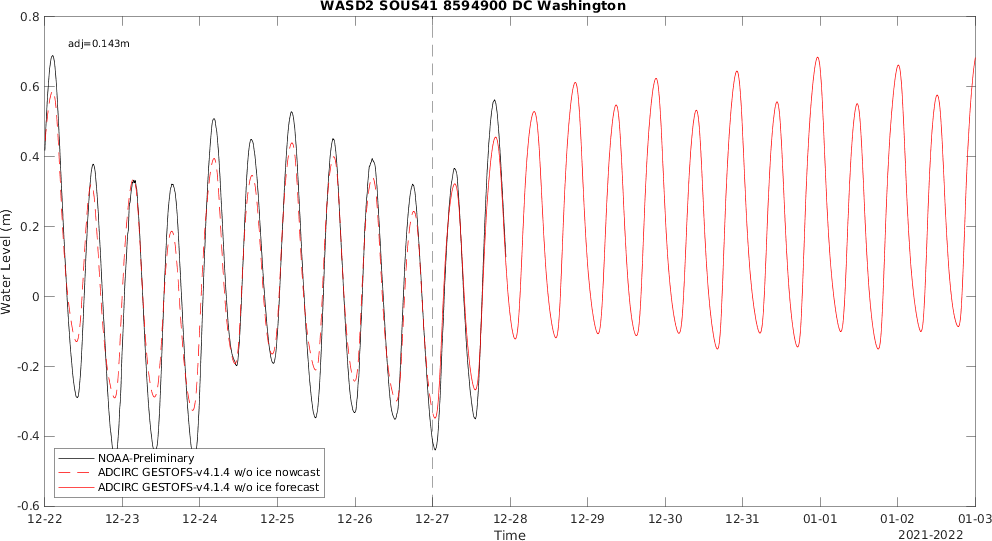 WASD2 SOUS41 8594900 DC Washington
adj=0.143m
0.8
0.6
0.4
0.2
0
-0.2
-0.4
-0.6
Water Level (m)
NOAA-Preliminary
ADCIRC GESTOFS-v4.1.4 w/o ice nowcast
ADCIRC GESTOFS-v4.1.4 w/o ice forecast
12-22 12-23 12-24 12-25 12-26 12-27 12-28 12-29 12-30 12-31 01-01 01-02 01-03
Time
2021-2022